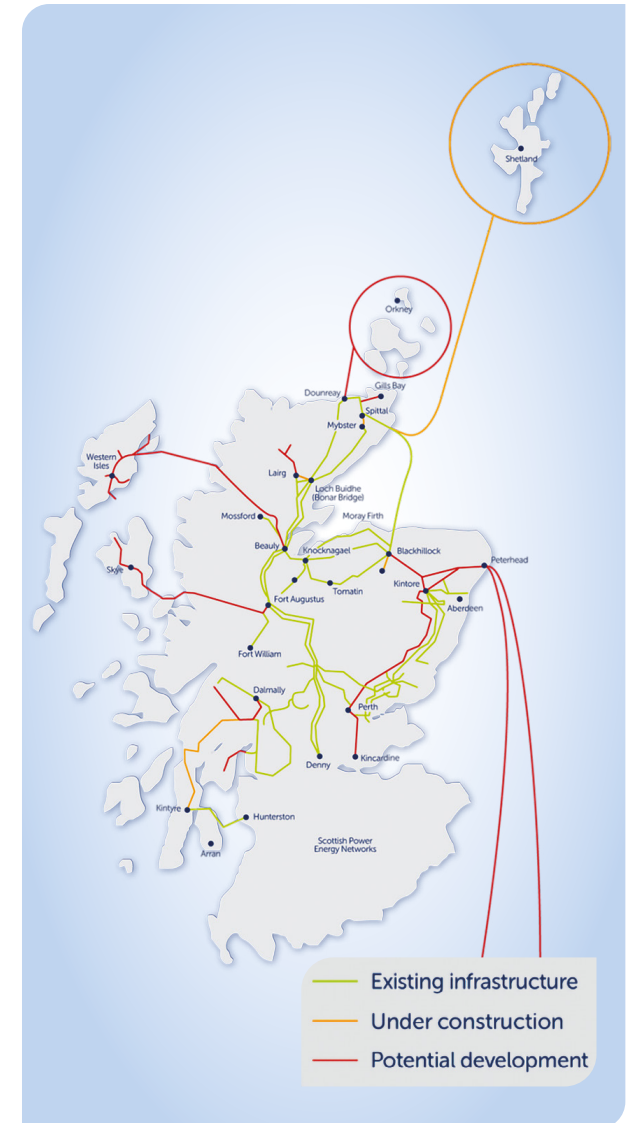 Shetland
Orkney
Dounreay
Gills Bay
Spittal
Mybster
Western
Isles
Lairg
Loch Buidhe
(Bonar Bridge)
Mossford
Moray Firth
Beauly
Knocknagael
Blackhillock
Peterhead
Skye
Kintore
Tomatin
Fort Augustus
Aberdeen
Fort William
Dalmally
Perth
Denny
Kincardine
Kintyre
Hunterston
Arran
Scottish Power
Energy Networks
Existing infrastructure
Under construction
Potential development